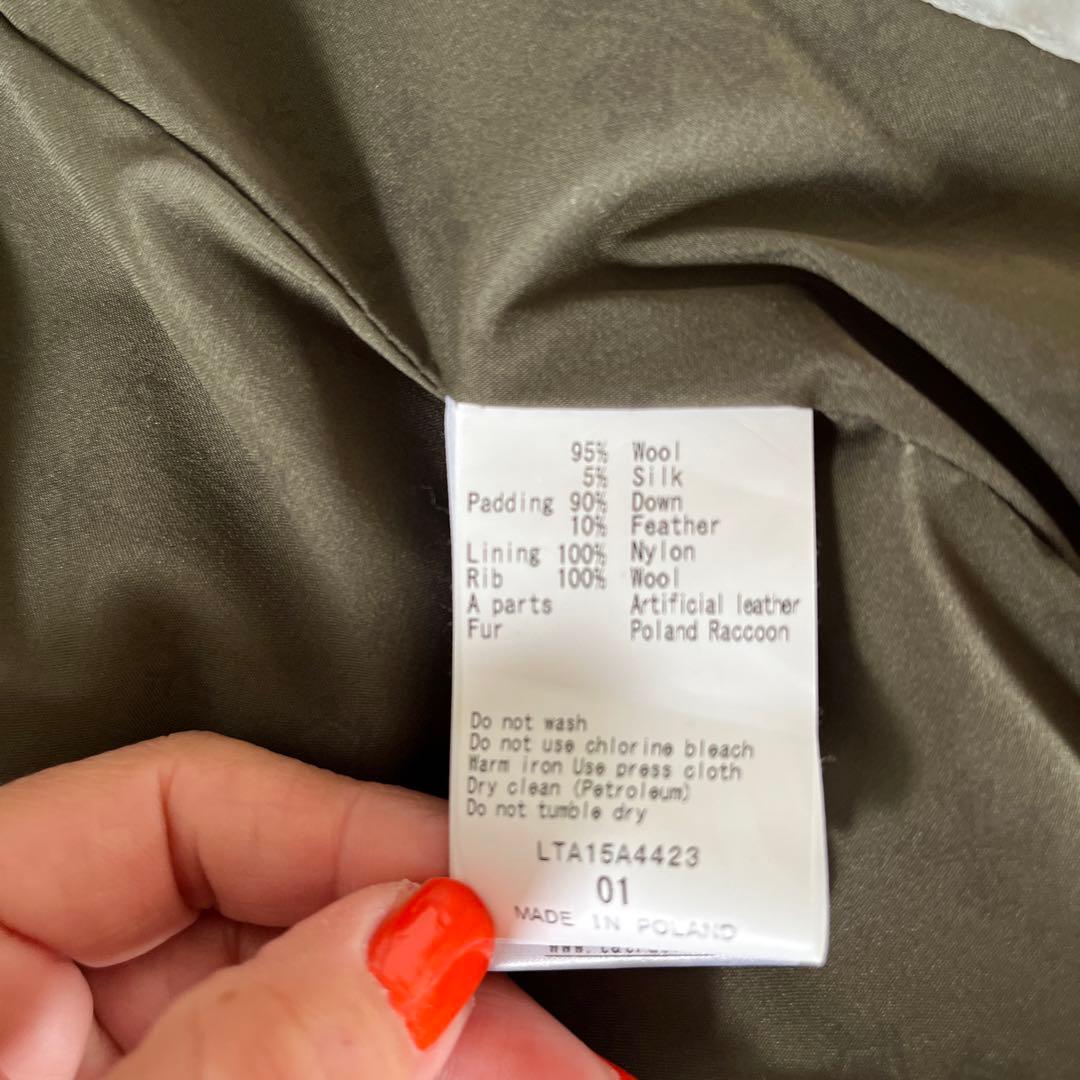 95% Wool
5% Silk
Padding 90% Down
10% Feather
Lining 100% Nylon
Rib 100% Wool
A parts Artificial leather
Fur Poland Raccoon
Do not wash
Do not use chlorine bleach
Warm iron Use press cloth
Dry clean (Petroleum)
Do not tumble dry
LTA15A4423
01
MADE IN POLAND